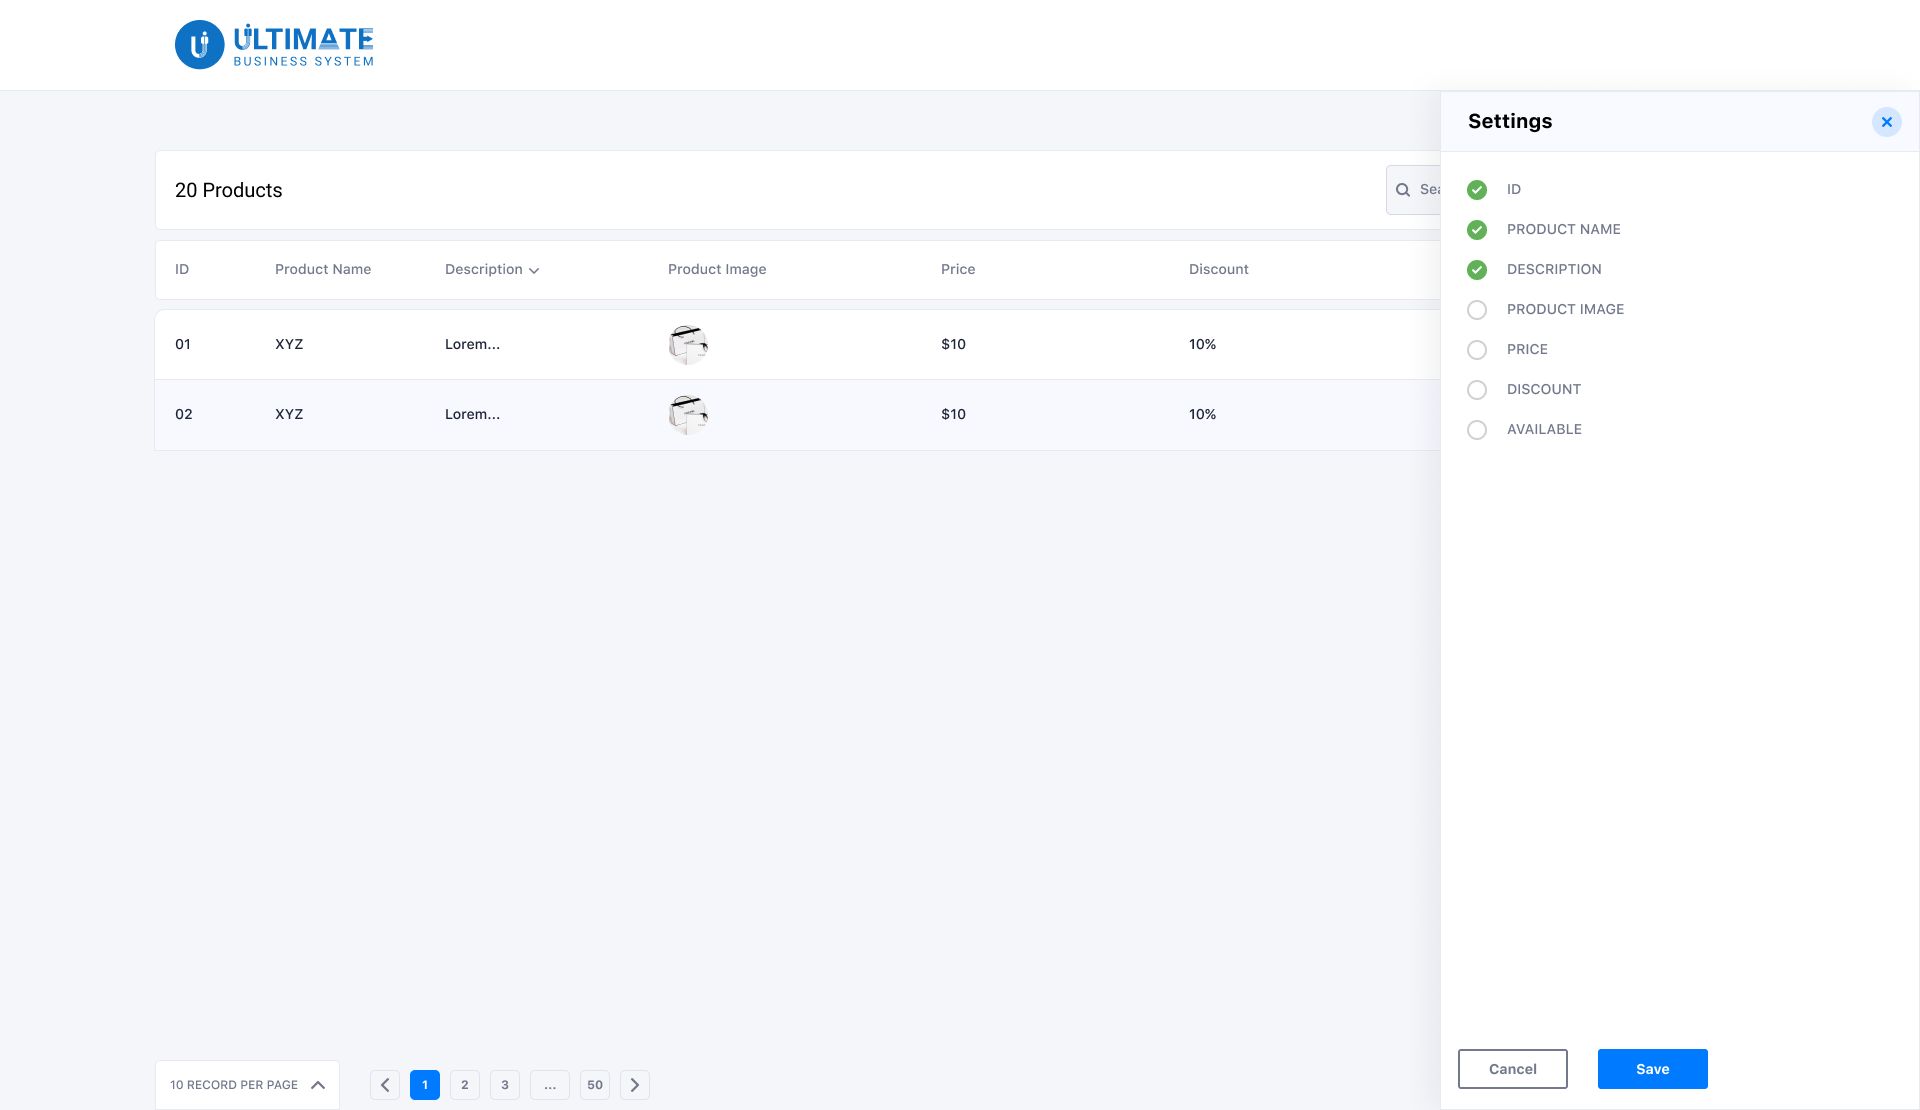 ULTIMATE
BUSINESS SYSTEM
Settings
20 Products
ID
PRODUCT NAME
DESCRIPTION
PRODUCT IMAGE
PRICE
DISCOUNT
AVAILABLE
ID Product Name Description Product Image Price Discount
01 XYZ Lorem... $10 10%
02 XYZ Lorem... $10 10%
Cancel Save
10 RECORD PER PAGE 1 2 3 ... 50